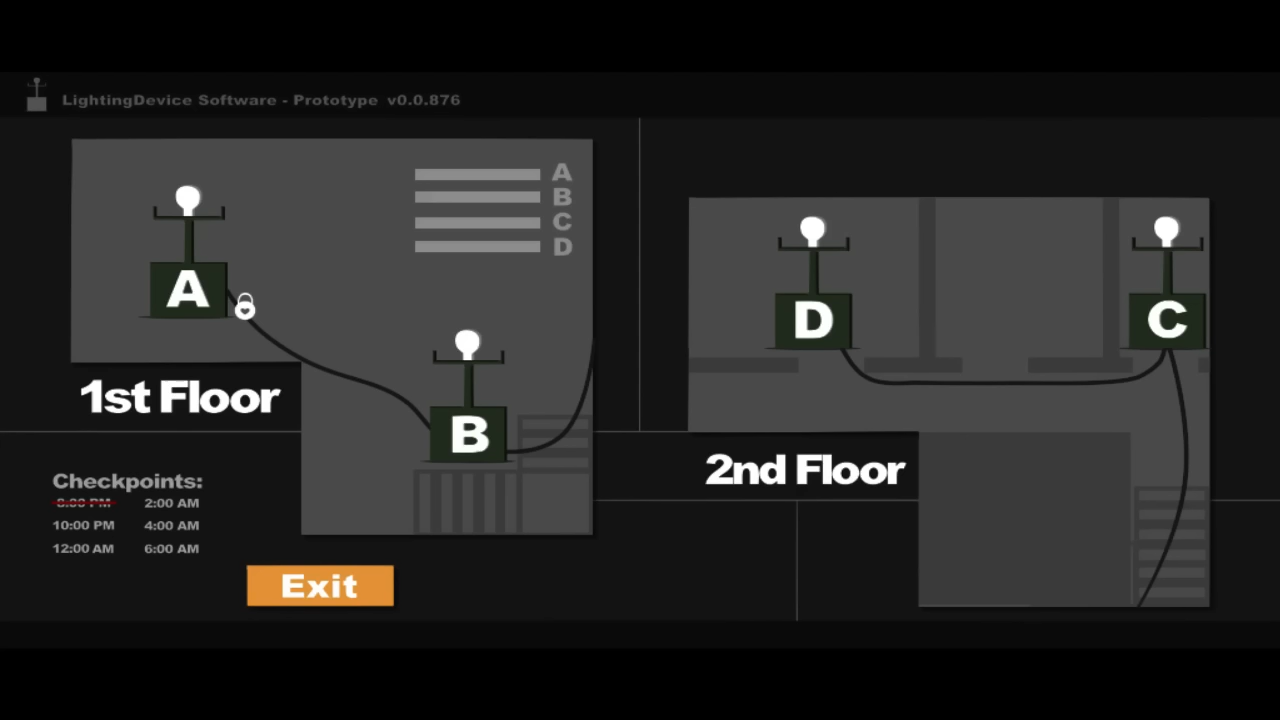 LightingDevice Software - Prototype v0.0.876
A
B
C
D
A
B
1st Floor
D
C
2nd Floor
Checkpoints:
8:00 PM 2:00 AM
10:00 PM 4:00 AM
12:00 AM 6:00 AM
Exit